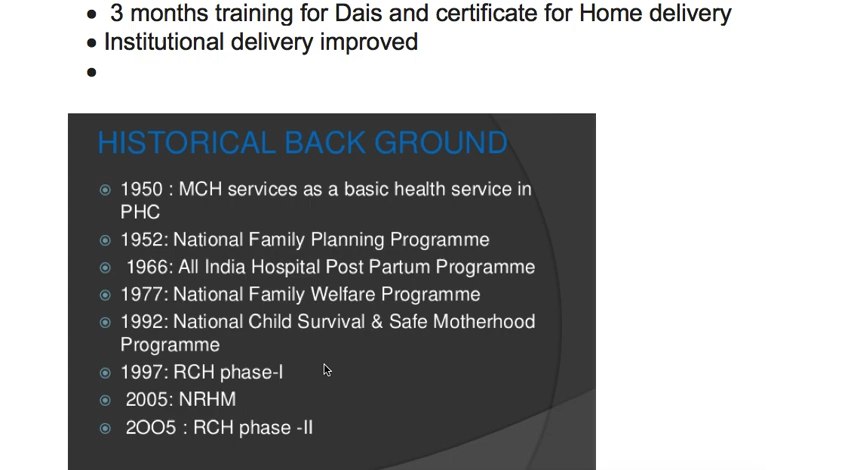 • 3 months training for Dais and certificate for Home delivery
• Institutional delivery improved
•
HISTORICAL BACK GROUND
1950 : MCH services as a basic health service in
PHC
1952: National Family Planning Programme
1966: All India Hospital Post Partum Programme
1977: National Family Welfare Programme
1992: National Child Survival & Safe Motherhood
Programme
1997: RCH phase-I
2005: NRHM
2OO5 : RCH phase -II